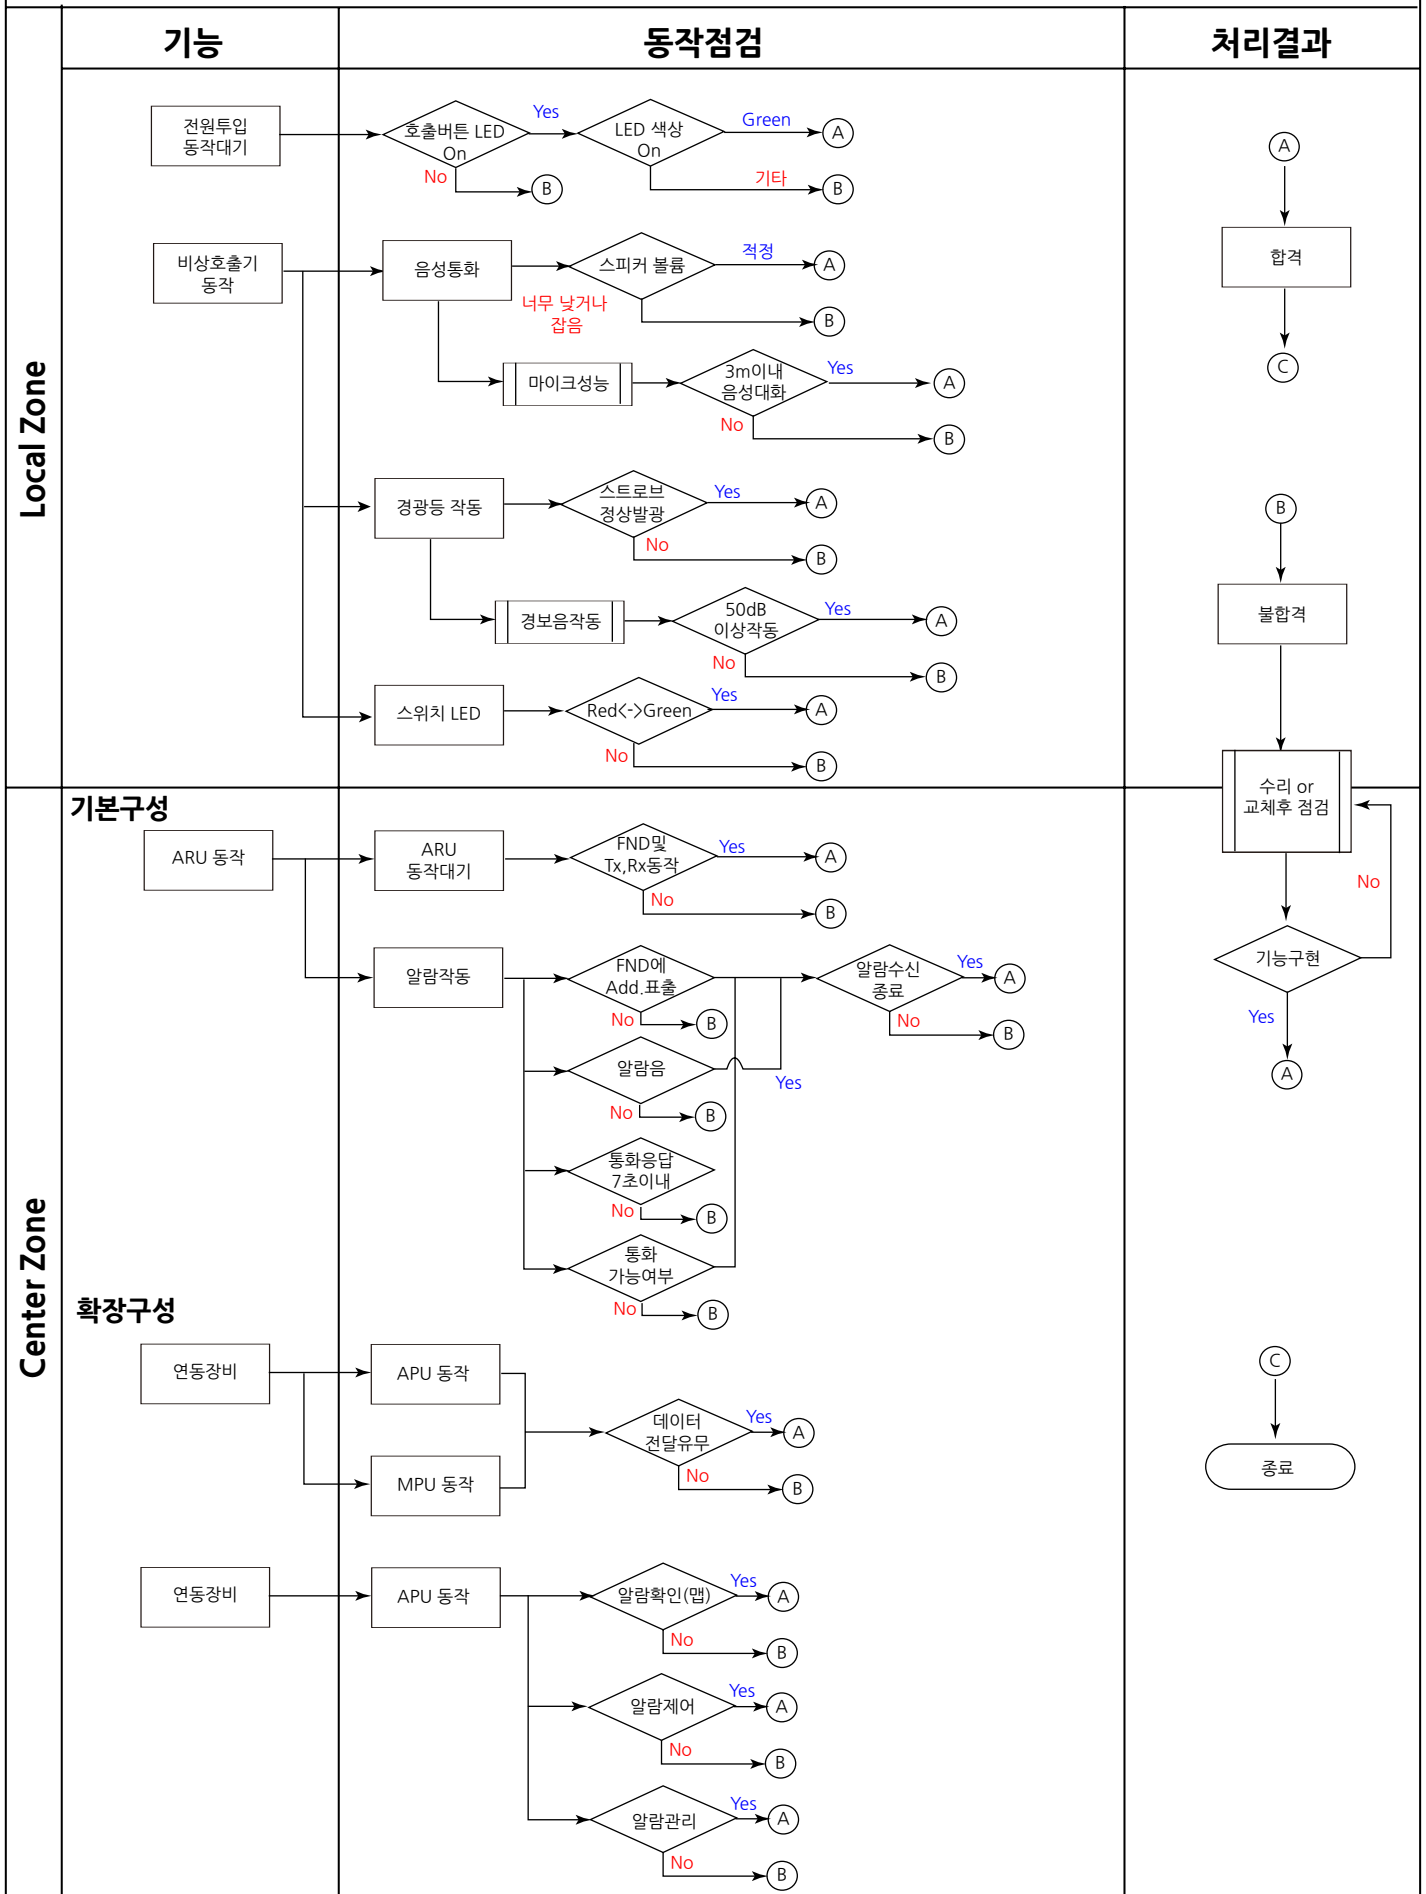 기능
동작점검
처리결과
Local Zone
전원투입
동작대기
호출버튼 LED
On
Yes
LED 색상
On
Green
A
No
B
기타
B
A
비상호출기
동작
음성통화
스피커 볼륨
적정
A
합격
너무 낮거나
잡음
B
마이크성능
3m이내
음성대화
Yes
A
C
No
B
경광등 작동
스트로브
정상발광
Yes
A
B
No
B
경보음작동
50dB
이상작동
Yes
A
불합격
No
B
스위치 LED
Red<->Green
Yes
A
No
B
수리 or
교체후 점검
Center Zone
기본구성
ARU 동작
ARU
동작대기
FND및
Tx,Rx동작
Yes
A
No
B
No
알람작동
FND에
Add.표출
알람수신
종료
Yes
A
기능구현
No
B
No
B
Yes
알람음
Yes
A
No
B
통화응답
7초이내
No
B
통화
가능여부
No
B
확장구성
연동장비
APU 동작
C
데이터
전달유무
Yes
A
MPU 동작
No
B
종료
연동장비
APU 동작
알람확인(맵)
Yes
A
No
B
알람제어
Yes
A
No
B
알람관리
Yes
A
No
B